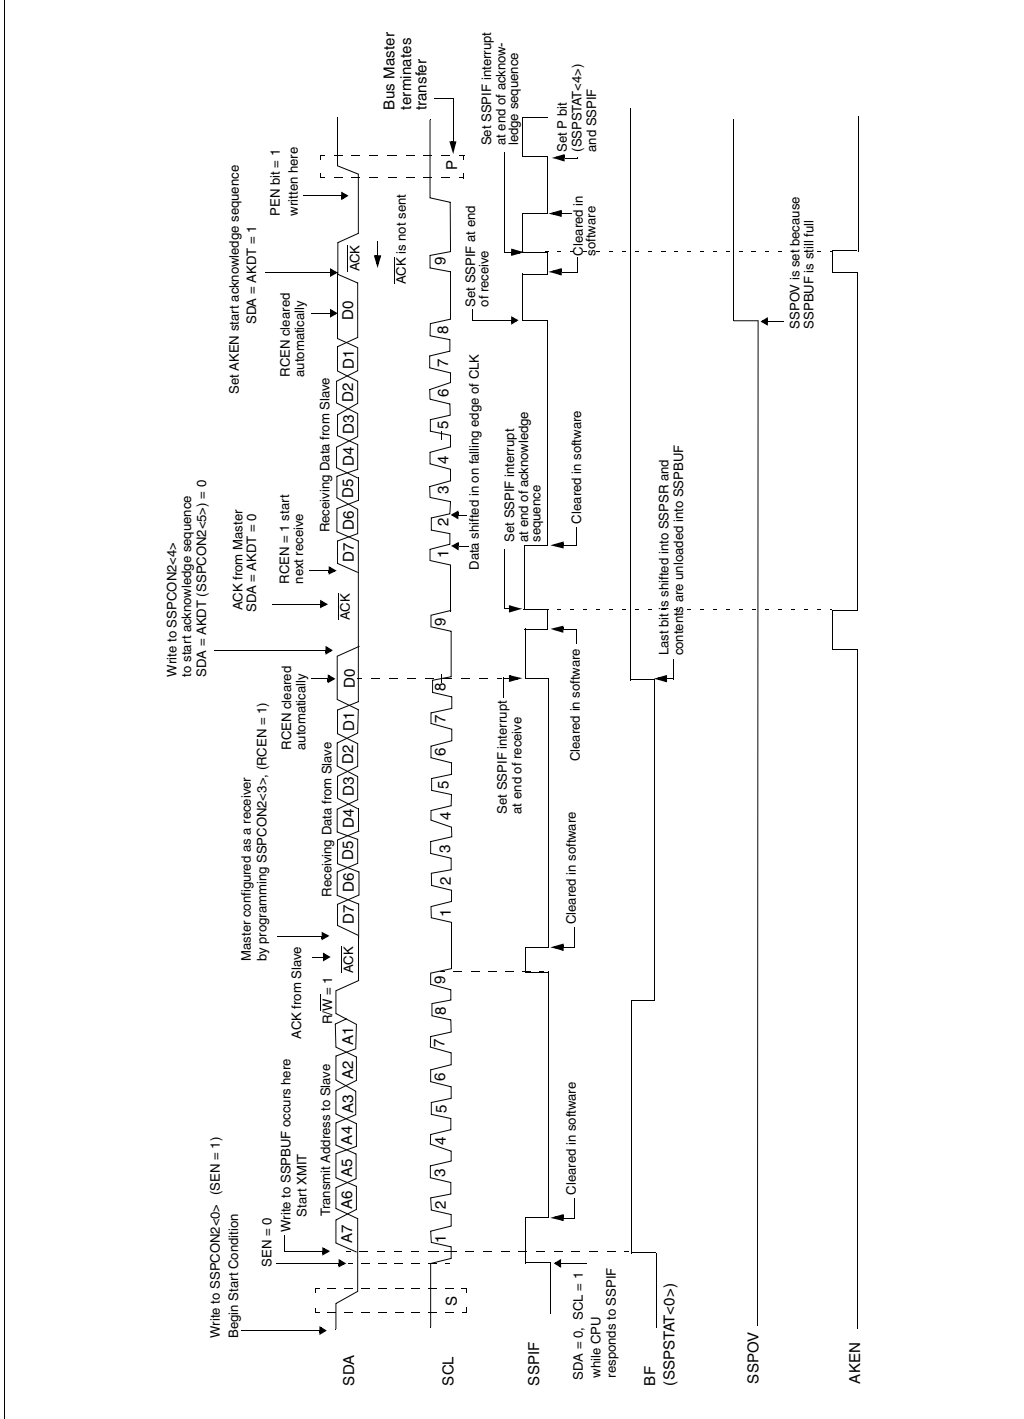 Write to SSPCON2<0> (SEN = 1)
Begin Start Condition
SEN = 0
Write to SSPBUF occurs here
Start XMIT
ACK from Slave
Master configured as a receiver
by programming SSPCON2<3>, (RCEN = 1)
RCEN cleared
automatically
Write to SSPCON2<4>
to start acknowledge sequence
SDA = AKDT (SSPCON2<5>) = 0
ACK from Master
SDA = AKDT = 0
RCEN = 1 start
next receive
RCEN cleared
automatically
Set AKEN start acknowledge sequence
SDA = AKDT = 1
PEN bit = 1
written here
Transmit Address to Slave
R/W = 1
Receiving Data from Slave
Receiving Data from Slave
SDA
A7 A6 A5 A4 A3 A2 A1
ACK
D7 D6 D5 D4 D3 D2 D1 D0
ACK
D7 D6 D5 D4 D3 D2 D1 D0
ACK
ACK is not sent
Bus Master
terminates
transfer
SCL
S
1 2 3 4 5 6 7 8 9
1 2 3 4 5 6 7 8 9
1 2 3 4 5 6 7 8 9
P
Data shifted in on falling edge of CLK
Set SSPIF at end
of receive
Set SSPIF interrupt
at end of acknow-
ledge sequence
Set SSPIF interrupt
at end of receive
Set SSPIF interrupt
at end of acknowledge
sequence
SSPIF
SDA = 0, SCL = 1
while CPU
responds to SSPIF
Cleared in software
Cleared in software
Cleared in software
Cleared in software
Cleared in
software
Set P bit
(SSPSTAT<4>)
and SSPIF
BF
(SSPSTAT<0>)
Last bit is shifted into SSPSR and
contents are unloaded into SSPBUF
SSPOV
SSPOV is set because
SSPBUF is still full
AKEN